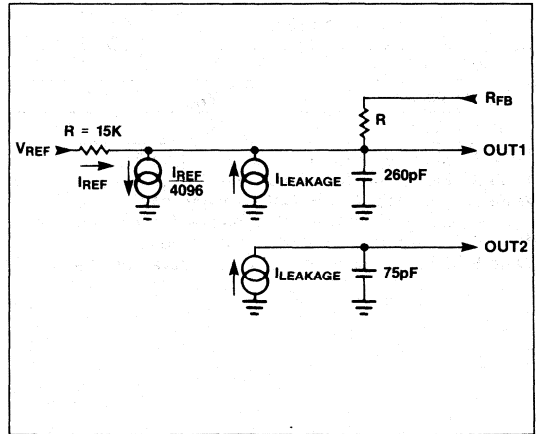 RFB
R
R = 15K
VREF
OUT1
IREF
IREF
4096
ILEAKAGE
260pF
OUT2
ILEAKAGE
75pF